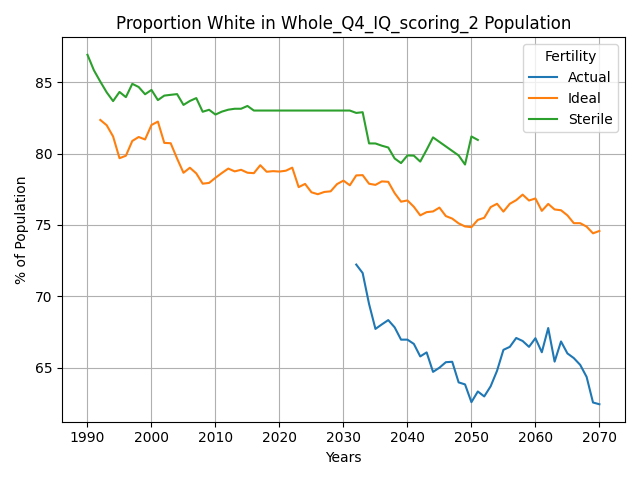 Proportion White in Whole_Q4_IQ_scoring_2 Population
Fertility
Actual
Ideal
Sterile
% of Population
85
80
75
70
65
1990 2000 2010 2020 2030 2040 2050 2060 2070
Years